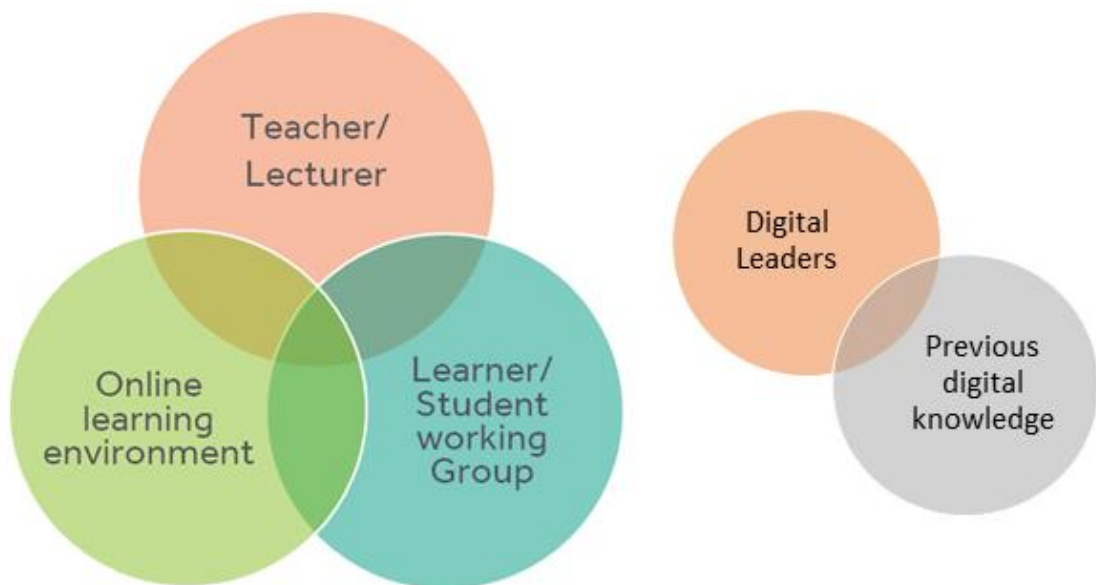 Teacher/
Lecturer
Online
learning
environment
Learner/
Student
working
Group
Digital
Leaders
Previous
digital
knowledge